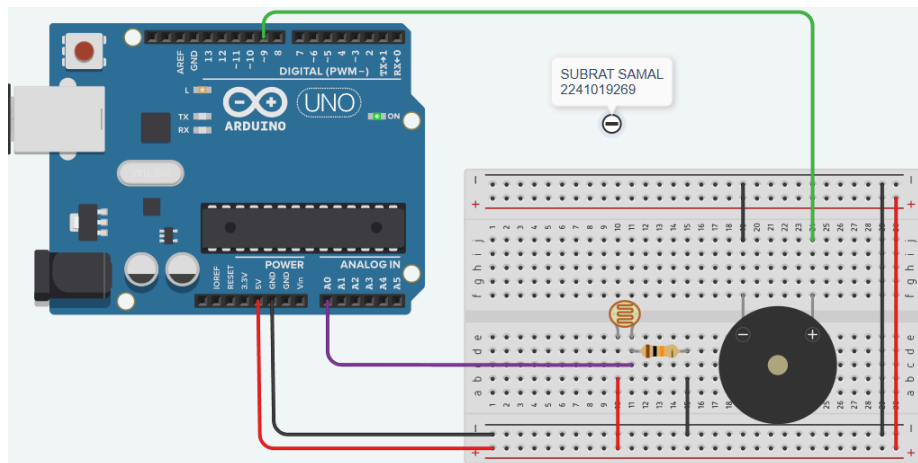 AREF
GND
13
12
~11
~10
~9
8
7
~6
~5
4
~3
2
TX→1
RX←0
DIGITAL (PWM~)
L
TX
RX
ARDUINO
UNO
ON
SUBRAT SAMAL
2241019269
POWER
ANALOG IN
IOREF
RESET
3.3V
5V
GND
GND
Vin
A0
A1
A2
A3
A4
A5